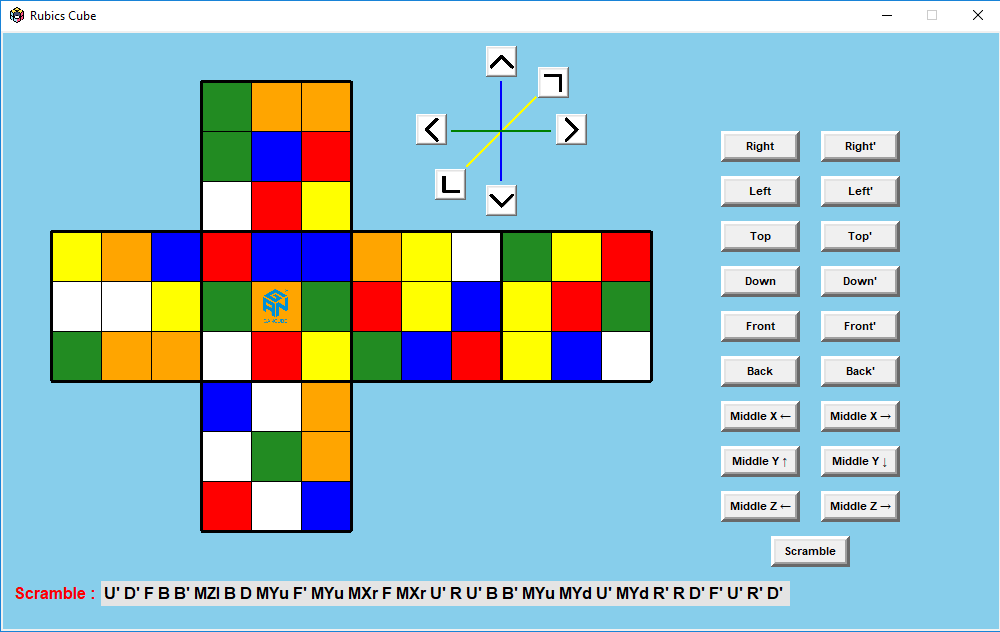 Rubics Cube
Right Right'
Left Left'
Top Top'
Down Down'
Front Front'
Back Back'
Middle X ← Middle X →
Middle Y ↑ Middle Y ↓
Middle Z ← Middle Z →
Scramble
Scramble : U' D' F B B' MZl B D MYu F' MYu MXr F MXr U' R U' B B' MYu MYd U' MYd R' R D' F' U' R' D'